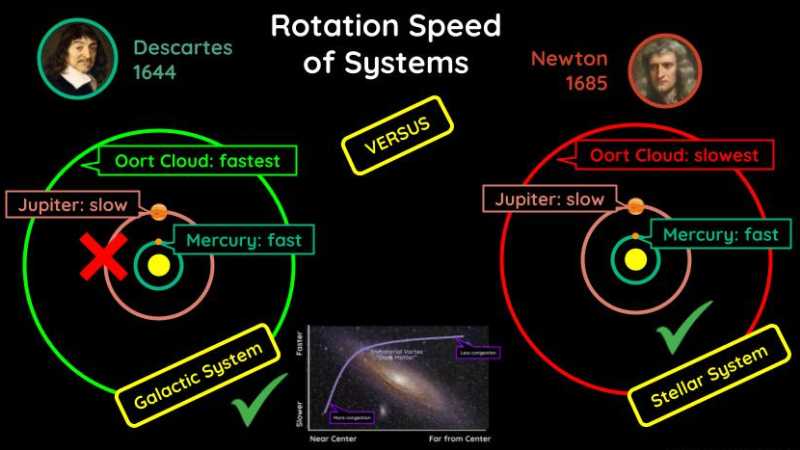 Rotation Speed
of Systems
Descartes
1644
Newton
1685
VERSUS
Oort Cloud: fastest
Jupiter: slow
Mercury: fast
Galactic System
Oort Cloud: slowest
Jupiter: slow
Mercury: fast
Stellar System
Faster
Slower
Immaterial Vortex
"Dark Matter"
Less congestion
More congestion
Near Center
Far from Center